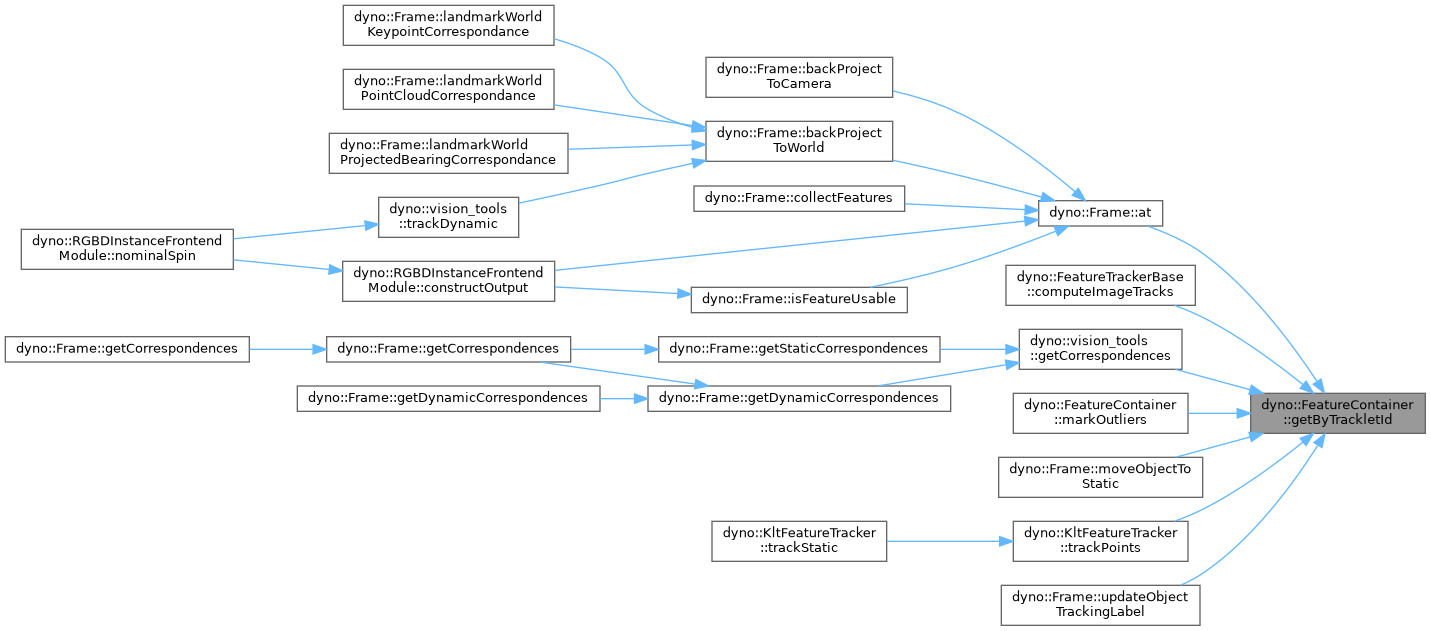 dyno::Frame::landmarkWorld
KeypointCorrespondance
dyno::Frame::landmarkWorld
PointCloudCorrespondance
dyno::Frame::landmarkWorld
ProjectedBearingCorrespondance
dyno::Frame::backProject
ToCamera
dyno::Frame::backProject
ToWorld
dyno::Frame::collectFeatures
dyno::vision_tools
::trackDynamic
dyno::Frame::at
dyno::RGBDInstanceFrontend
Module::nominalSpin
dyno::RGBDInstanceFrontend
Module::constructOutput
dyno::Frame::isFeatureUsable
dyno::FeatureTrackerBase
::computeImageTracks
dyno::Frame::getCorrespondences
dyno::Frame::getCorrespondences
dyno::Frame::getStaticCorrespondences
dyno::vision_tools
::getCorrespondences
dyno::Frame::getDynamicCorrespondences
dyno::Frame::getDynamicCorrespondences
dyno::FeatureContainer
::markOutliers
dyno::FeatureContainer
::getByTrackletId
dyno::Frame::moveObjectTo
Static
dyno::KltFeatureTracker
::trackStatic
dyno::KltFeatureTracker
::trackPoints
dyno::Frame::updateObject
TrackingLabel